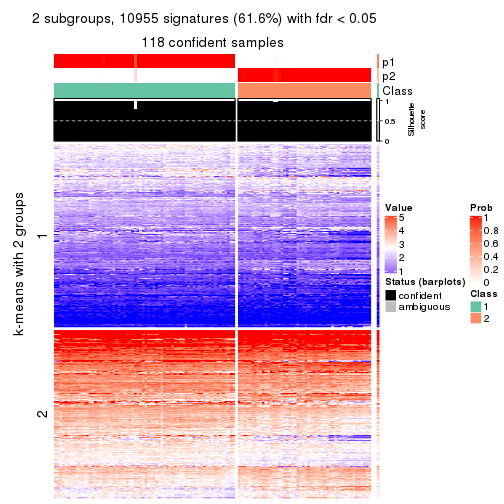 2 subgroups, 10955 signatures (61.6%) with fdr < 0.05
118 confident samples
p1
p2
Class
1
0.5
0
Silhouette
score
k-means with 2 groups
1
2
Value
5
4
3
2
1
Status (barplots)
confident
ambiguous
Prob
1
0.8
0.6
0.4
0.2
0
Class
1
2